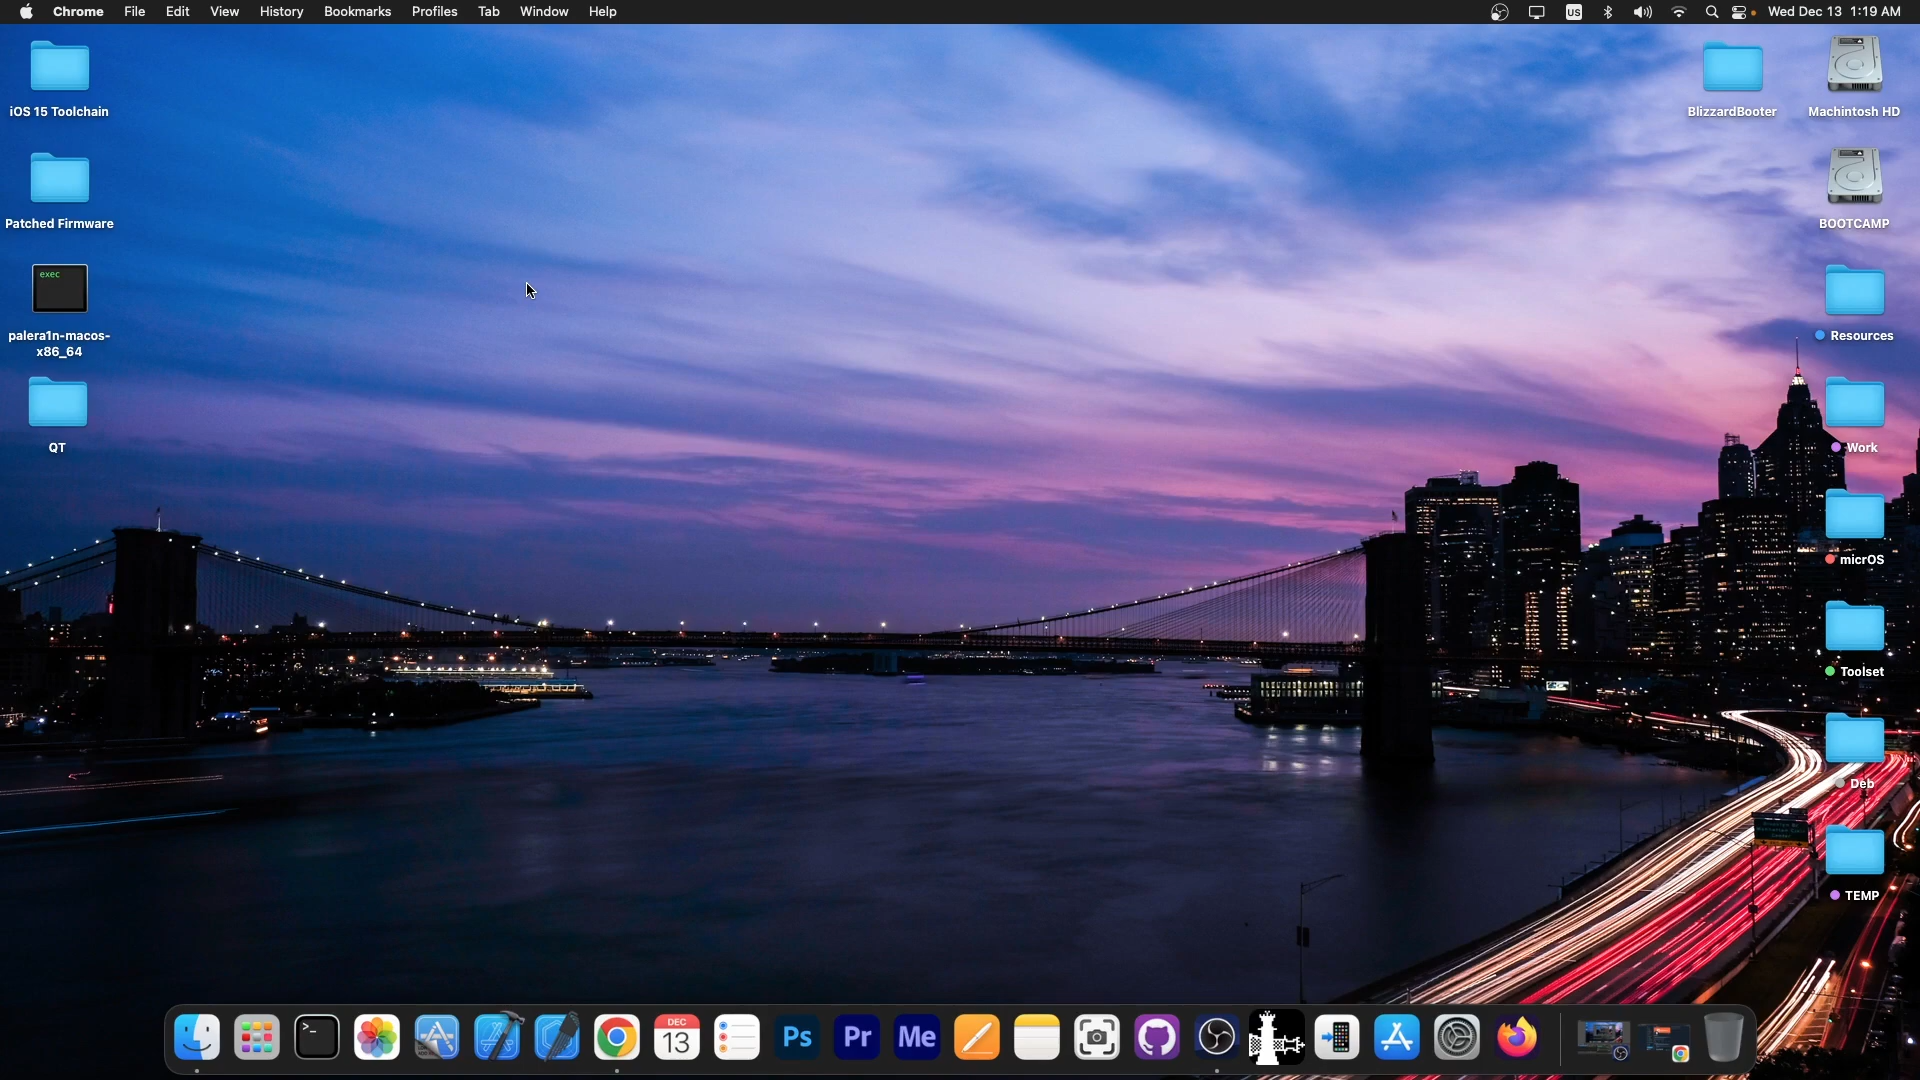 Chrome File Edit View History Bookmarks Profiles Tab Window Help US Wed Dec 13 1:19 AM
iOS 15 Toolchain
Patched Firmware
exec
palera1n-macos-
x86_64
QT
BlizzardBooter
Machintosh HD
BOOTCAMP
Resources
Work
micrOS
Toolset
Deb
TEMP
>_
DEC
13
Ps
Pr
Me